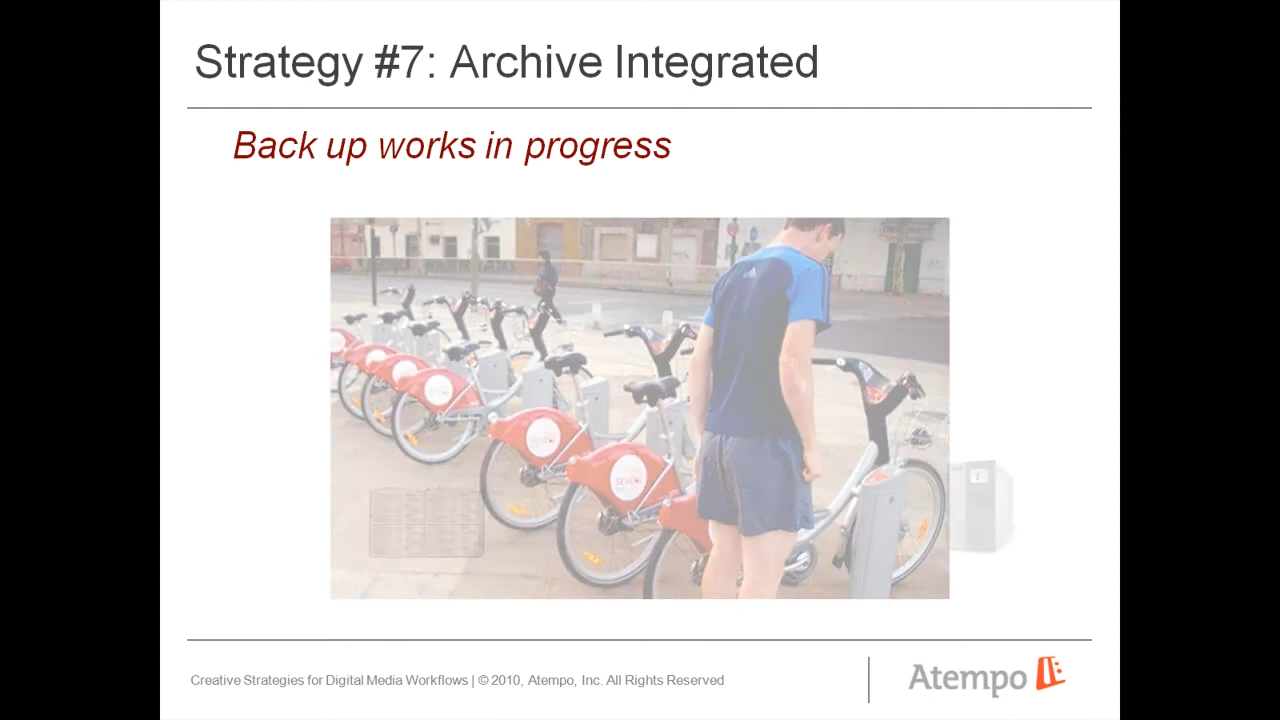 Strategy #7: Archive Integrated
Back up works in progress
Creative Strategies for Digital Media Workflows | © 2010, Atempo, Inc. All Rights Reserved
Atempo